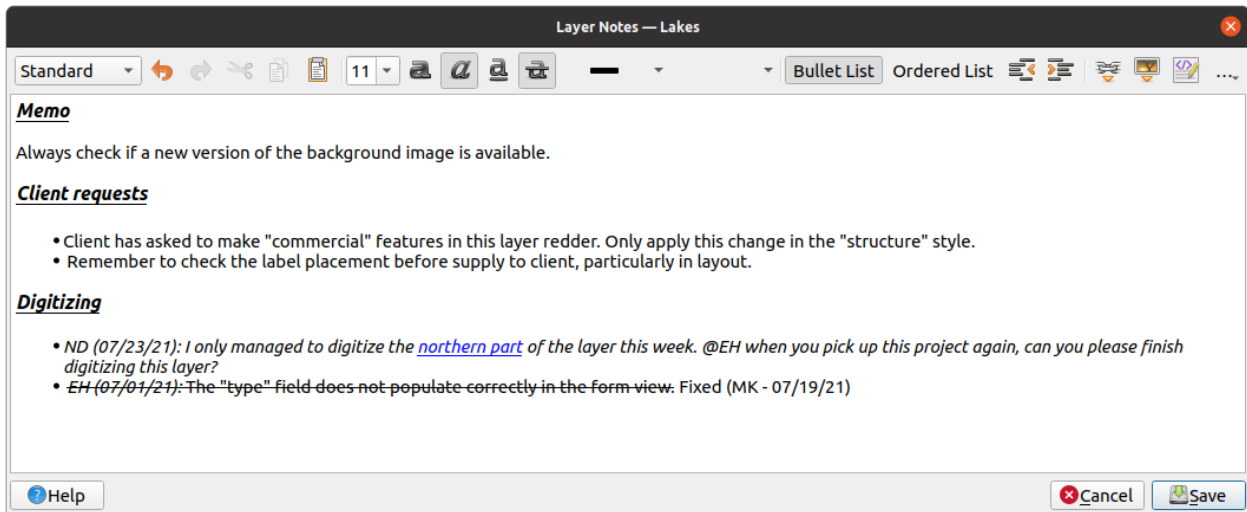 Layer Notes — Lakes
Standard 11 a a a a Bullet List Ordered List ...
Memo
Always check if a new version of the background image is available.
Client requests
• Client has asked to make "commercial" features in this layer redder. Only apply this change in the "structure" style.
• Remember to check the label placement before supply to client, particularly in layout.
Digitizing
• ND (07/23/21): I only managed to digitize the northern part of the layer this week. @EH when you pick up this project again, can you please finish
digitizing this layer?
• EH (07/01/21): The "type" field does not populate correctly in the form view. Fixed (MK - 07/19/21)
Help Cancel Save